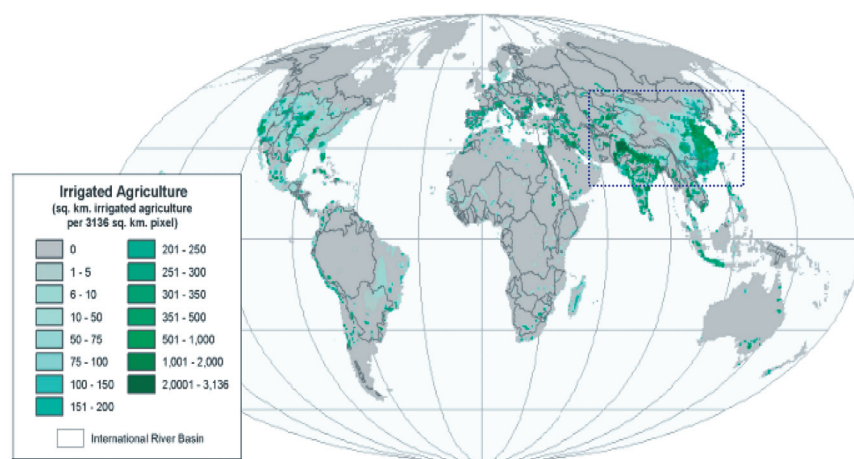 Irrigated Agriculture
(sq. km. irrigated agriculture
per 3136 sq. km. pixel)
0
1 - 5
6 - 10
10 - 50
50 - 75
75 - 100
100 - 150
151 - 200
201 - 250
251 - 300
301 - 350
351 - 500
501 - 1,000
1,001 - 2,000
2,0001 - 3,136
International River Basin